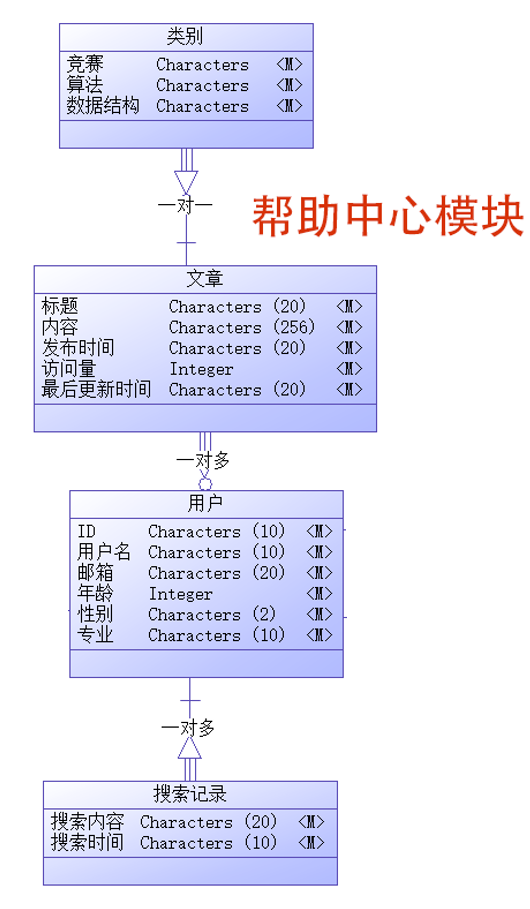 类别
竞赛 Characters <M>
算法 Characters <M>
数据结构 Characters <M>
一对一
帮助中心模块
文章
标题 Characters (20) <M>
内容 Characters (256) <M>
发布时间 Characters (20) <M>
访问量 Integer <M>
最后更新时间 Characters (20) <M>
一对多
用户
ID Characters (10) <M>
用户名 Characters (10) <M>
邮箱 Characters (20) <M>
年龄 Integer <M>
性别 Characters (2) <M>
专业 Characters (10) <M>
一对多
搜索记录
搜索内容 Characters (20) <M>
搜索时间 Characters (10) <M>